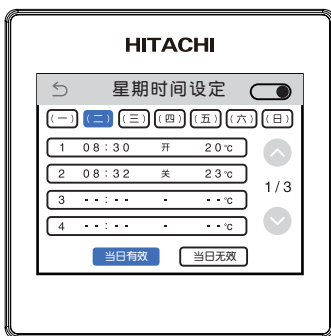 HITACHI
星期时间设定
(一) (二) (三) (四) (五) (六) (日)
1 08:30 开 20℃
2 08:32 关 23℃
3 --:-- - --℃
1/3
4 --:-- - --℃
当日有效 当日无效